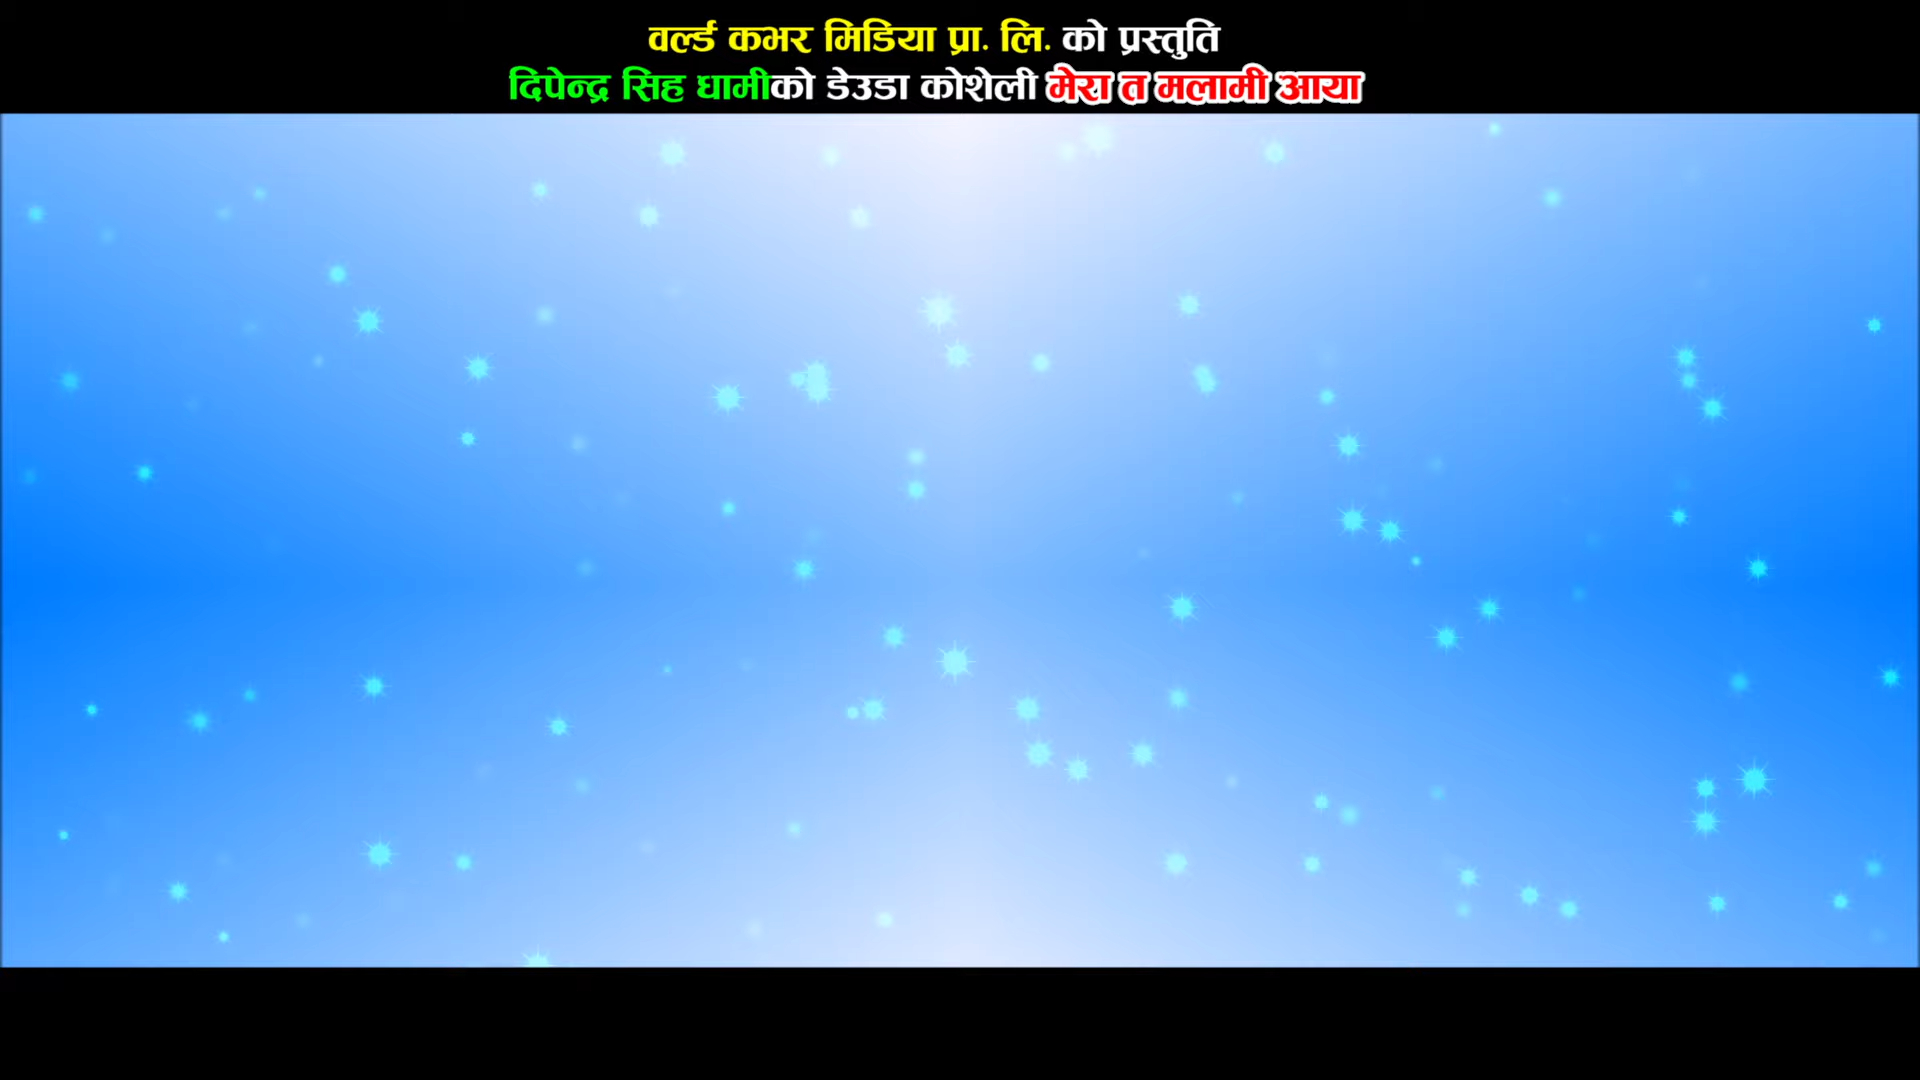 वर्ल्ड कभर मिडिया प्रा. लि. को प्रस्तुति
दिपेन्द्र सिह धामीको डेउडा कोशेली मेरा त मलामी आया